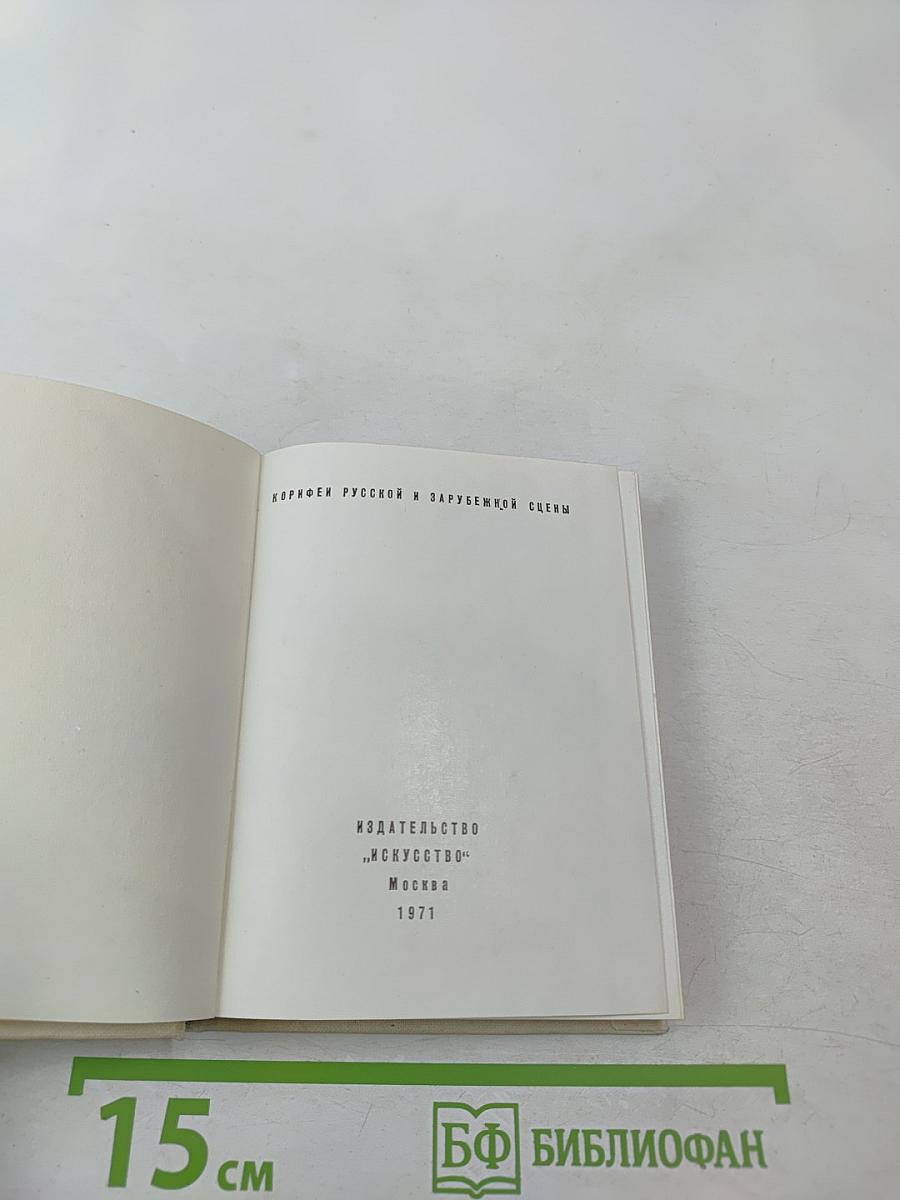 КОРИФЕИ РУССКОЙ И ЗАРУБЕЖНОЙ СЦЕНЫ
ИЗДАТЕЛЬСТВО
„ИСКУССТВО“
Москва
1971
15 см
БФ БИБЛИОФАН